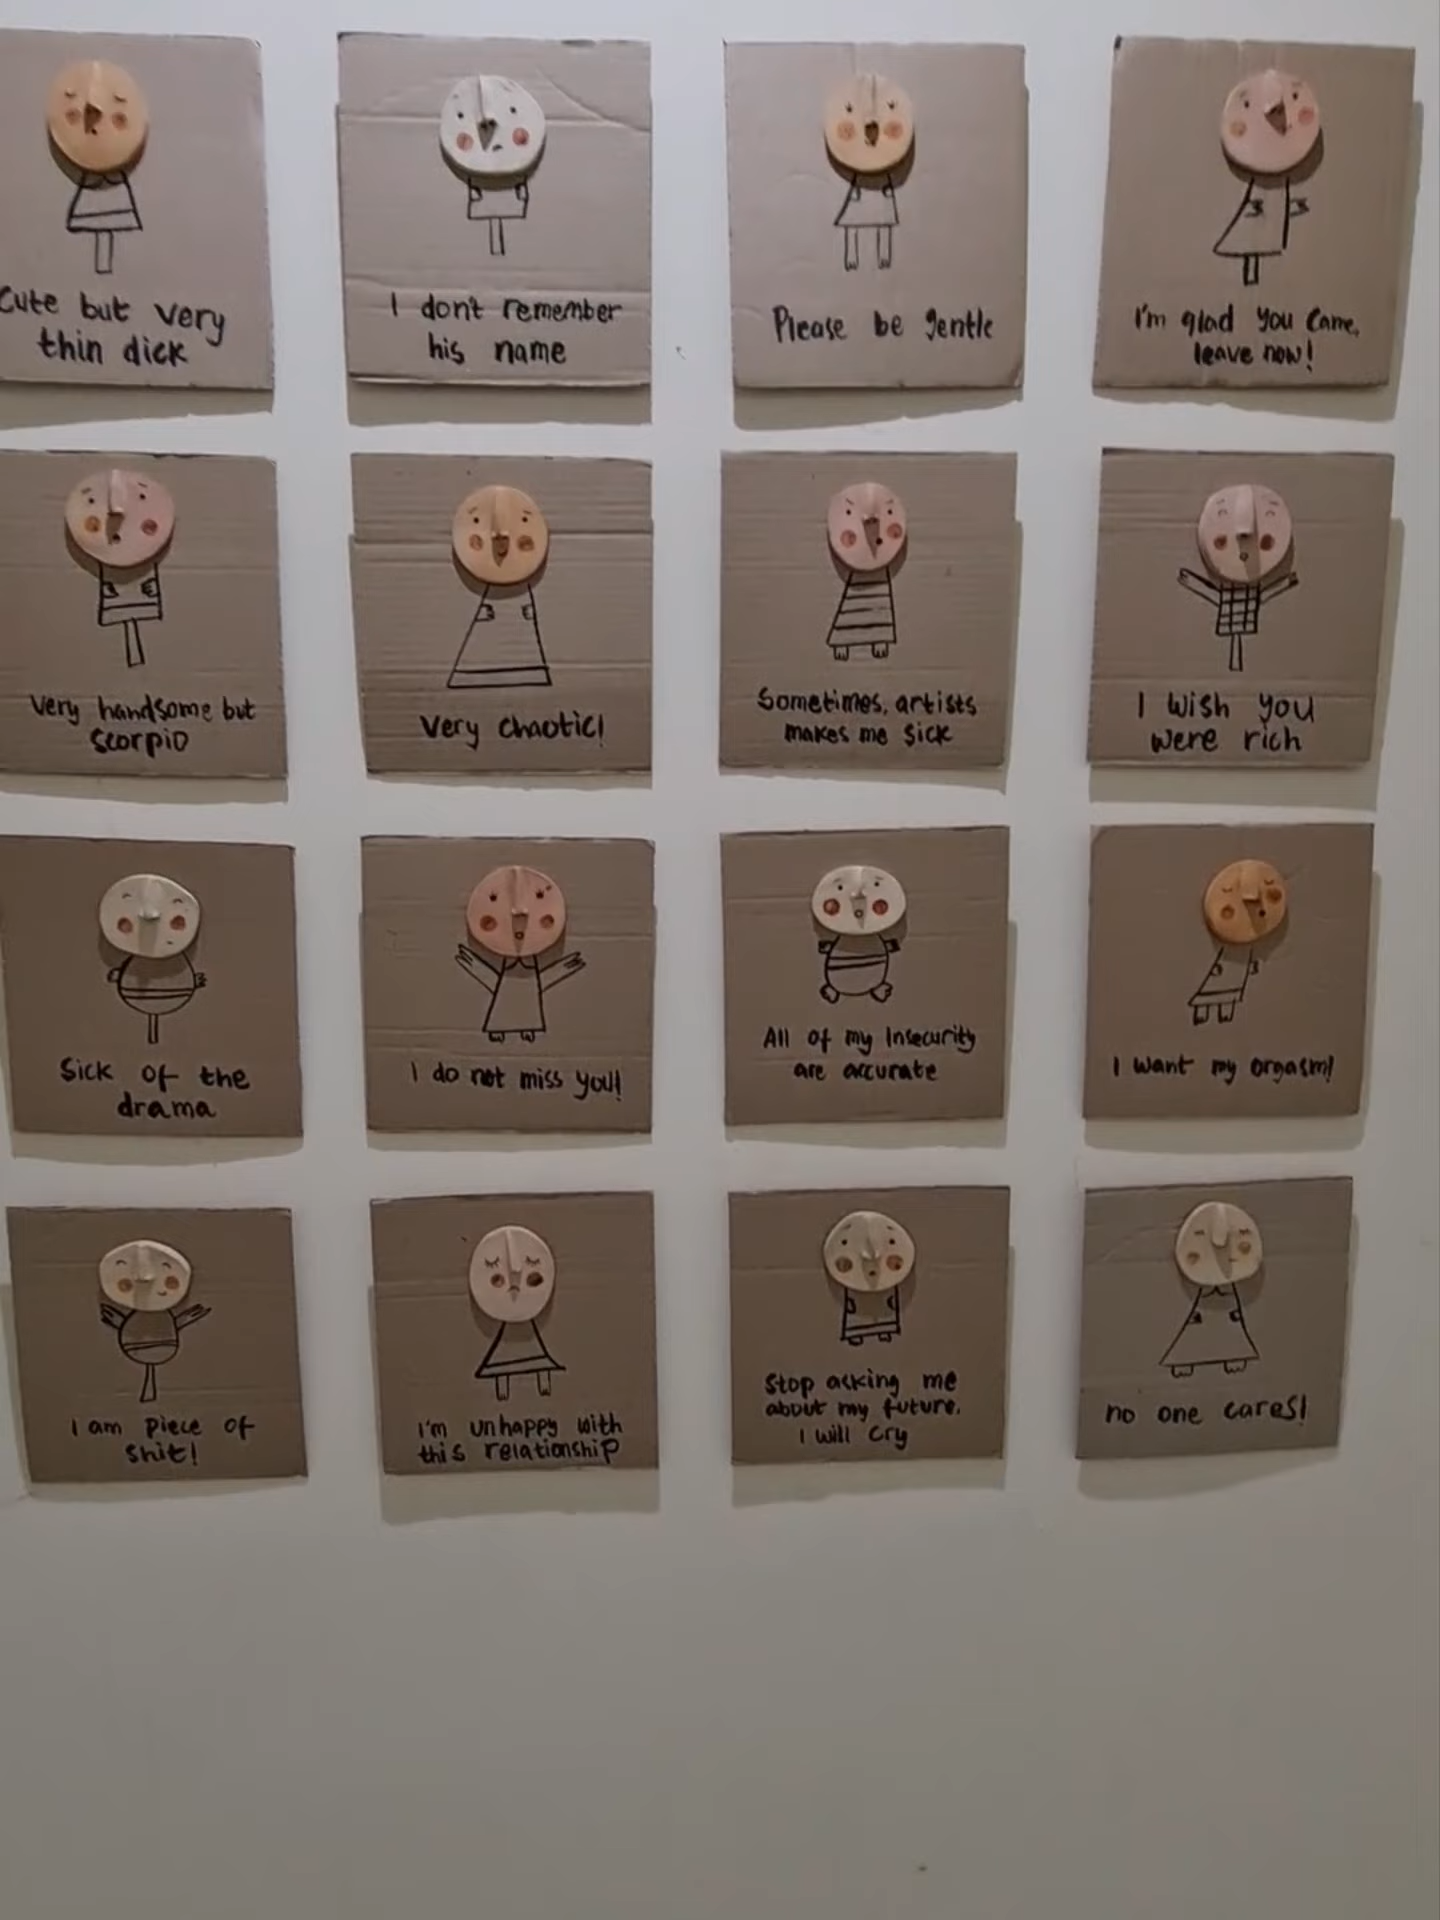 Cute but very
thin dick
I don't remember
his name
Please be gentle
I'm glad you came,
leave now!
Very handsome but
Scorpio
Very chaotic!
Sometimes, artists
makes me sick
I wish you
were rich
Sick of the
drama
I do not miss you!
All of my Insecurity
are accurate
I want my orgasm!
I am piece of
shit!
I'm unhappy with
this relationship
Stop asking me
about my future.
I will cry
no one cares!